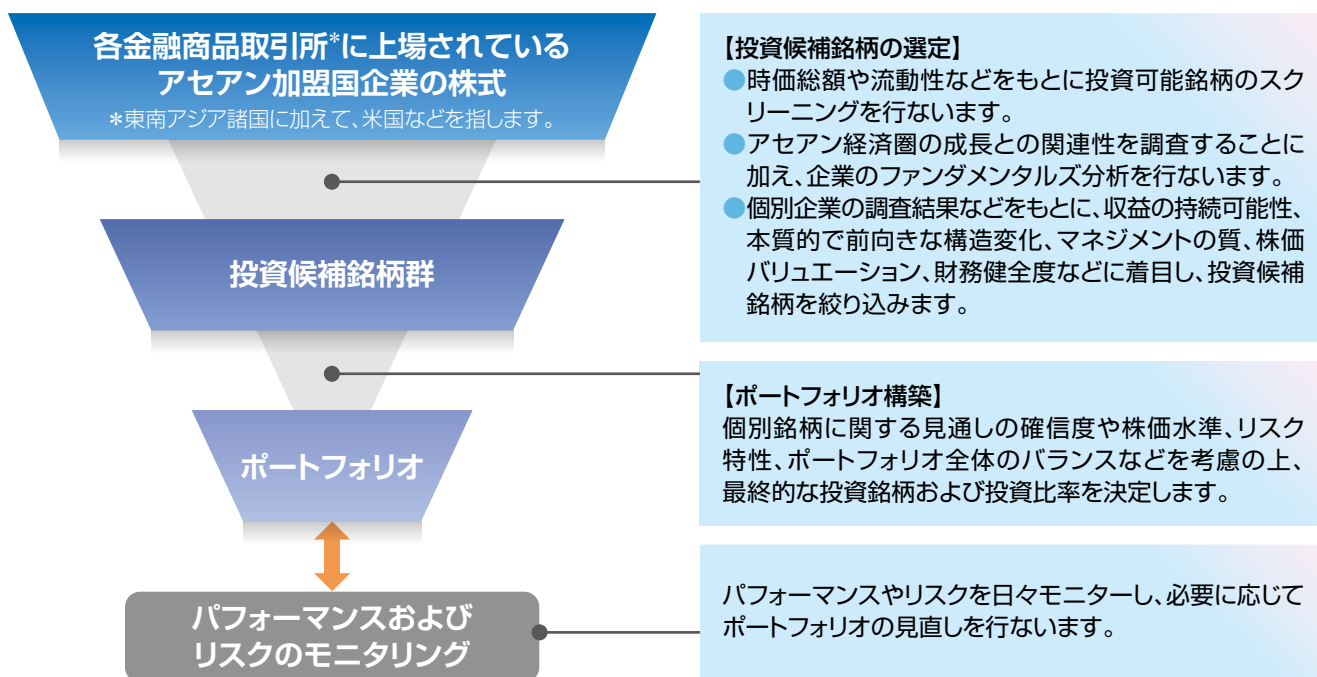 各金融商品取引所*に上場されている
アセアン加盟国企業の株式
*東南アジア諸国に加えて、米国などを指します。
【投資候補銘柄の選定】
●時価総額や流動性などをもとに投資可能銘柄のスク
リーニングを行ないます。
●アセアン経済圏の成長との関連性を調査することに
加え、企業のファンダメンタルズ分析を行ないます。
●個別企業の調査結果などをもとに、収益の持続可能性、
本質的で前向きな構造変化、マネジメントの質、株価
バリュエーション、財務健全度などに着目し、投資候補
銘柄を絞り込みます。
投資候補銘柄群
【ポートフォリオ構築】
個別銘柄に関する見通しの確信度や株価水準、リスク
特性、ポートフォリオ全体のバランスなどを考慮の上、
最終的な投資銘柄および投資比率を決定します。
ポートフォリオ
パフォーマンスおよび
リスクのモニタリング
パフォーマンスやリスクを日々モニターし、必要に応じて
ポートフォリオの見直しを行ないます。